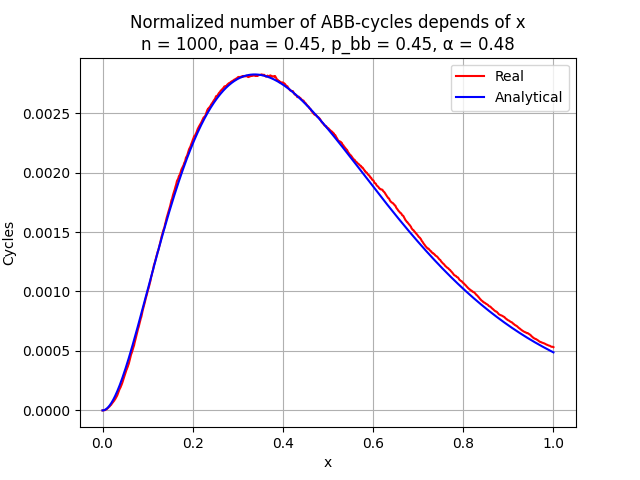 Normalized number of ABB-cycles depends of x
n = 1000, paa = 0.45, p_bb = 0.45, α = 0.48
Real
Analytical
Cycles
0.0025
0.0020
0.0015
0.0010
0.0005
0.0000
0.0 0.2 0.4 0.6 0.8 1.0
x